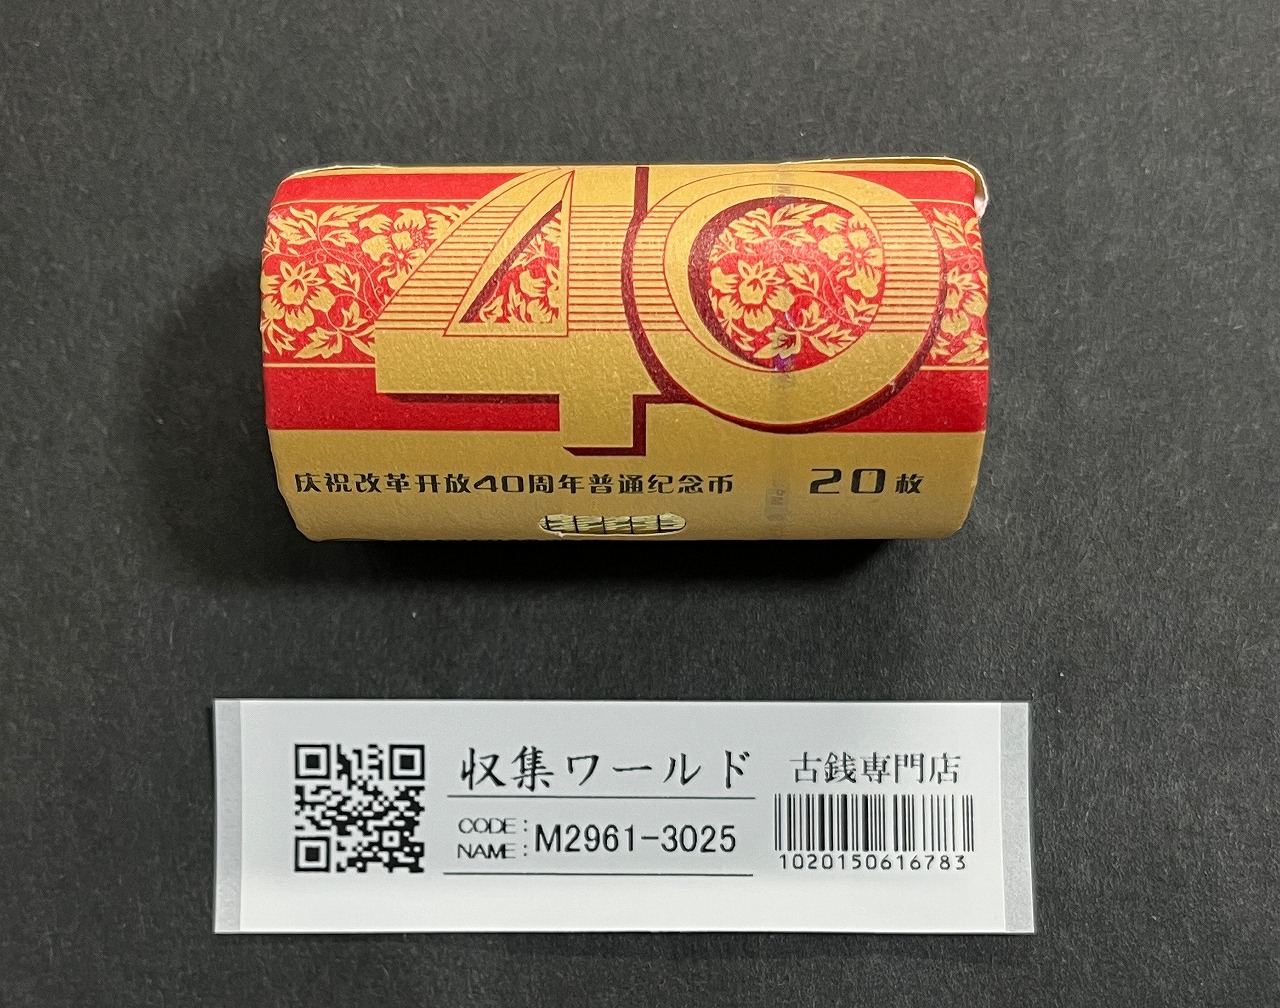 40
庆祝改革开放40周年普通纪念币 20枚
収集ワールド 古銭専門店
CODE:
NAME: M2961-3025
1020150616783